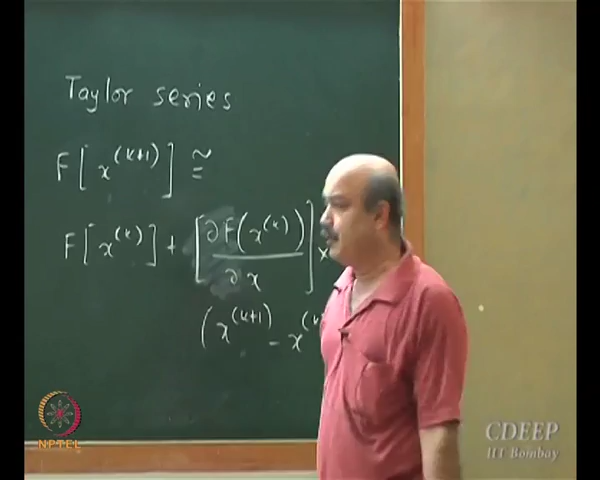 Taylor series
F[x^(k+1)] ≅
F[x^(k)] + [∂F(x^(k))/∂x] ×
(x^(k+1) - x^(k
NPTEL
CDEEP
IIT Bombay